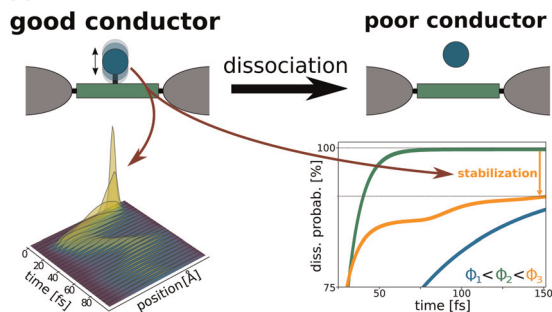 good conductor
poor conductor
dissociation
0
20
40
60
80
time [fs]
position[Å]
100
75
diss. probab. [%]
stabilization
Φ₁<Φ₂<Φ₃
50
100
150
time [fs]